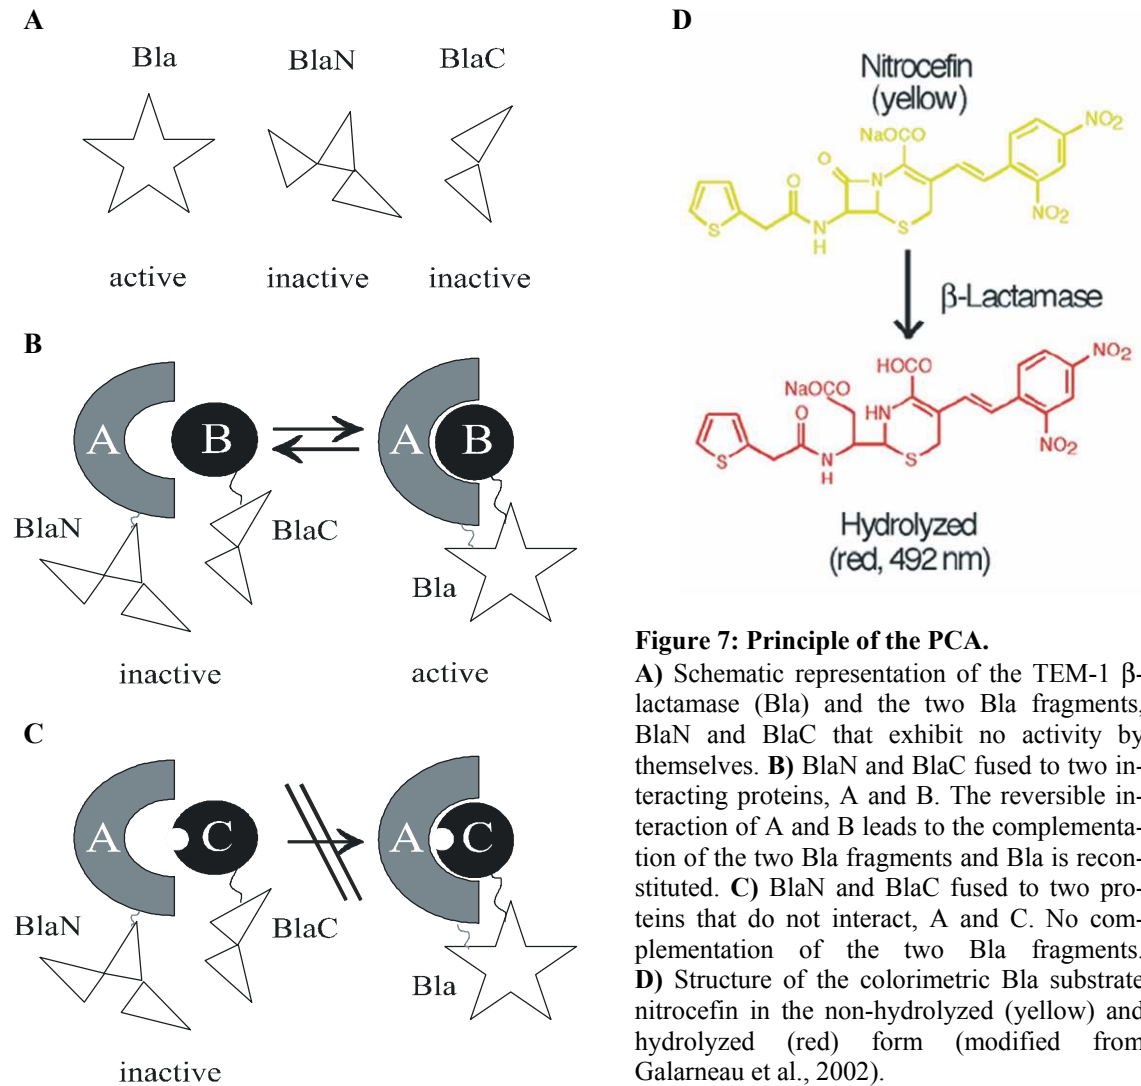 A
Bla
BlaN
BlaC
active
inactive
inactive
B
A
B
A
B
BlaN
BlaC
Bla
inactive
active
C
A
C
A
C
BlaN
BlaC
Bla
inactive
D
Nitrocefin
(yellow)
NaOCO
NO2
O
N
O
NO2
S
N
H
S
β-Lactamase
HOCO
NO2
NaOCO
O
HN
NO2
S
N
H
S
Hydrolyzed
(red, 492 nm)
Figure 7: Principle of the PCA.
A) Schematic representation of the TEM-1 β-
lactamase (Bla) and the two Bla fragments,
BlaN and BlaC that exhibit no activity by
themselves. B) BlaN and BlaC fused to two in-
teracting proteins, A and B. The reversible in-
teraction of A and B leads to the complementa-
tion of the two Bla fragments and Bla is recon-
stituted. C) BlaN and BlaC fused to two pro-
teins that do not interact, A and C. No com-
plementation of the two Bla fragments.
D) Structure of the colorimetric Bla substrate
nitrocefin in the non-hydrolyzed (yellow) and
hydrolyzed (red) form (modified from
Galarneau et al., 2002).